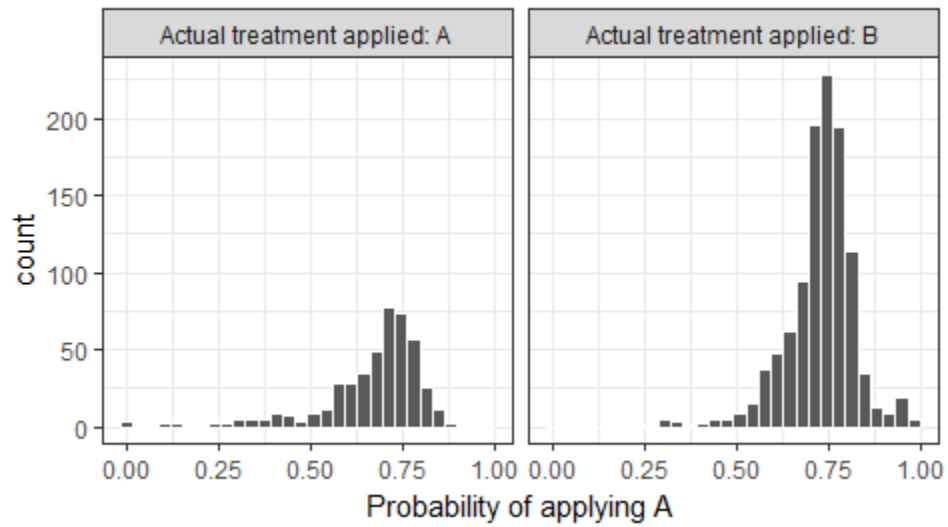 Actual treatment applied: A
Actual treatment applied: B
count
200
150
100
50
0
0.00 0.25 0.50 0.75 1.00
0.00 0.25 0.50 0.75 1.00
Probability of applying A